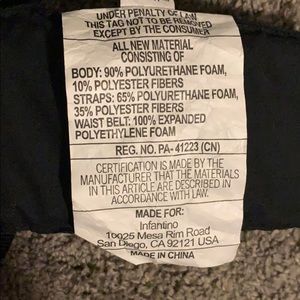 UNDER PENALTY OF LAW
THIS TAG NOT TO BE REMOVED
EXCEPT BY THE CONSUMER
ALL NEW MATERIAL
CONSISTING OF
BODY: 90% POLYURETHANE FOAM,
10% POLYESTER FIBERS
STRAPS: 65% POLYURETHANE FOAM,
35% POLYESTER FIBERS
WAIST BELT: 100% EXPANDED
POLYETHYLENE FOAM
REG. NO. PA- 41223 (CN)
CERTIFICATION IS MADE BY THE
MANUFACTURER THAT THE MATERIALS
IN THIS ARTICLE ARE DESCRIBED IN
ACCORDANCE WITH LAW.
MADE FOR:
Infantino
10025 Mesa Rim Road
San Diego, CA 92121 USA
MADE IN CHINA